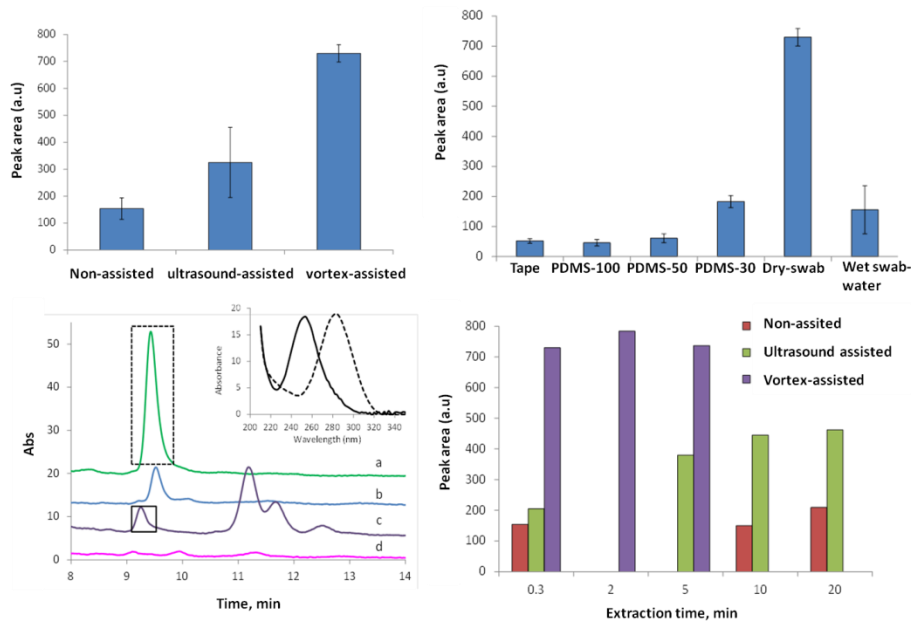 Peak area (a.u)
800
700
600
500
400
300
200
100
0
Non-assisted ultrasound-assisted vortex-assisted
Peak area (a.u)
800
700
600
500
400
300
200
100
0
Tape PDMS-100 PDMS-50 PDMS-30 Dry-swab Wet swab-
water
Abs
50
40
30
20
10
0
8 9 10 11 12 13 14
Time, min
a
b
c
d
Absorbance
20
15
10
5
0
200 220 240 260 280 300 320 340
Wavelength (nm)
Peak area (a.u)
800
700
600
500
400
300
200
100
0
0.3 2 5 10 20
Extraction time, min
Non-assited
Ultrasound assisted
Vortex-assisted